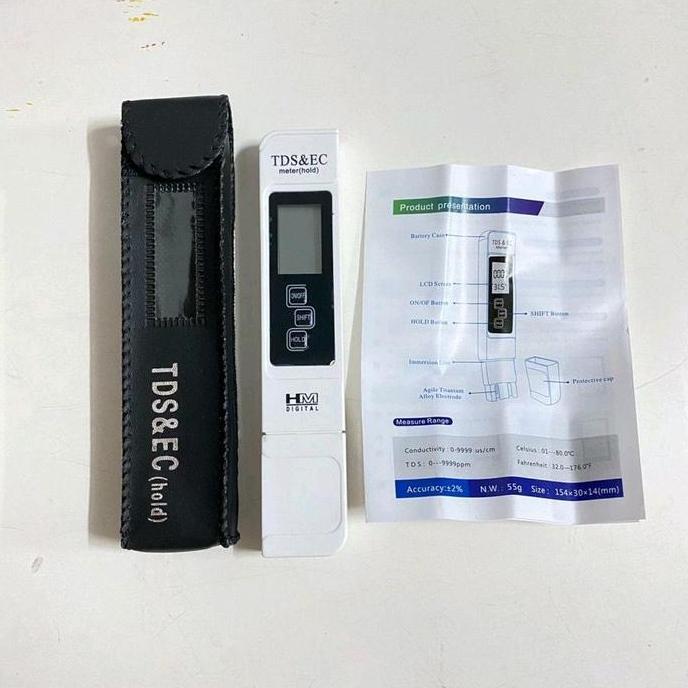 TDS&EC (hold)
TDS&EC
meter(hold)
ON/OFF
SHIFT
HOLD
HM
DIGITAL
Product presentation
Battery Case
TDS & EC
LCD Screen
ON/OF Button
SHIFT Button
HOLD Button
Immersion Line
Protective cap
Agile Titanium
Alloy Electrode
Measure Range
Conductivity : 0-9999 us/cm
Celsius : 01---80.0°C
TDS: 0---9999ppm
Fahrenheit : 32.0---176.0°F
Accuracy:±2% N.W.: 55g Size: 154×30×14(mm)